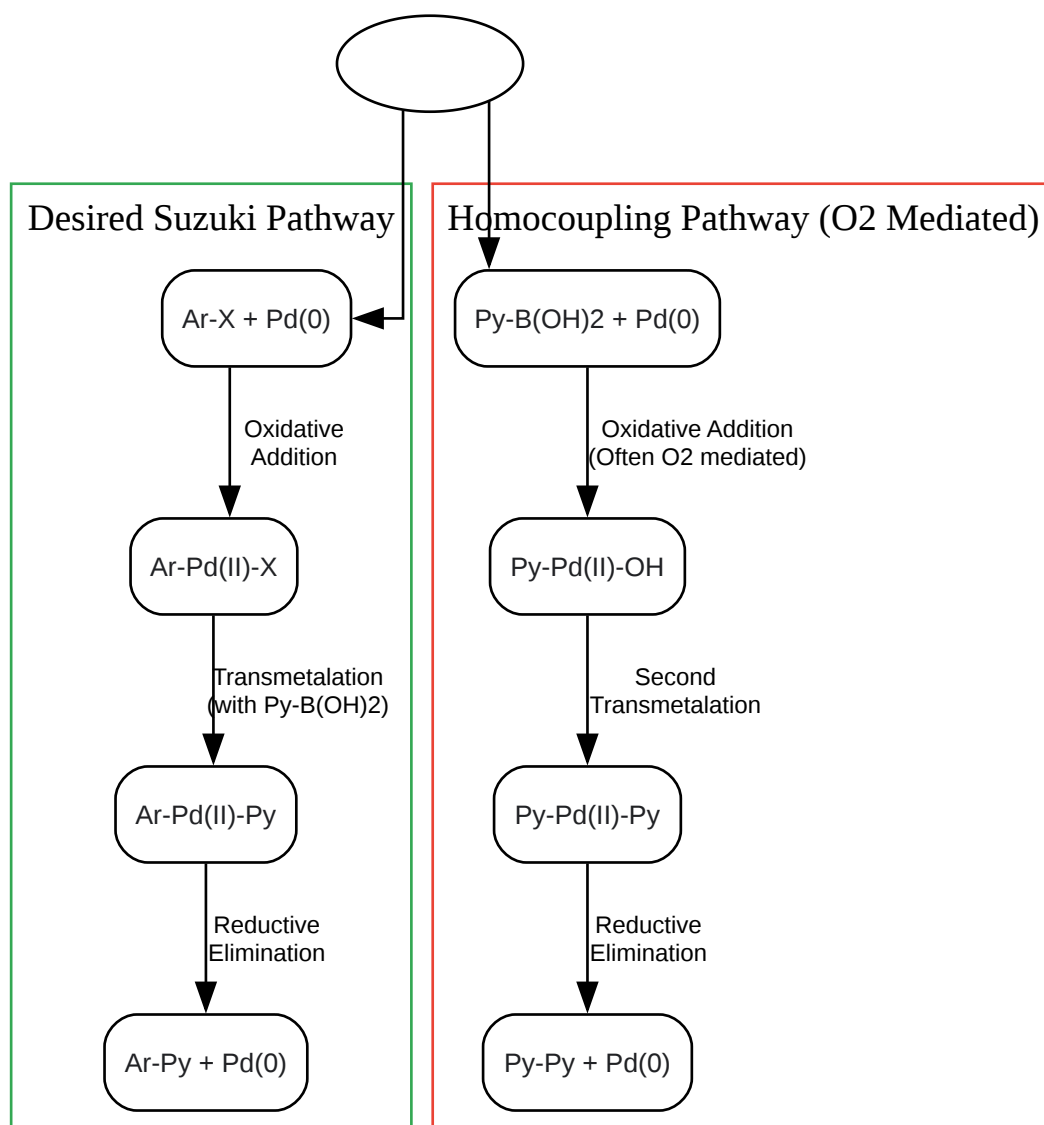 Desired Suzuki Pathway
Ar-X + Pd(0)
Oxidative
Addition
Ar-Pd(II)-X
Transmetalation
(with Py-B(OH)2)
Ar-Pd(II)-Py
Reductive
Elimination
Ar-Py + Pd(0)
Homocoupling Pathway (O2 Mediated)
Py-B(OH)2 + Pd(0)
Oxidative Addition
(Often O2 mediated)
Py-Pd(II)-OH
Second
Transmetalation
Py-Pd(II)-Py
Reductive
Elimination
Py-Py + Pd(0)